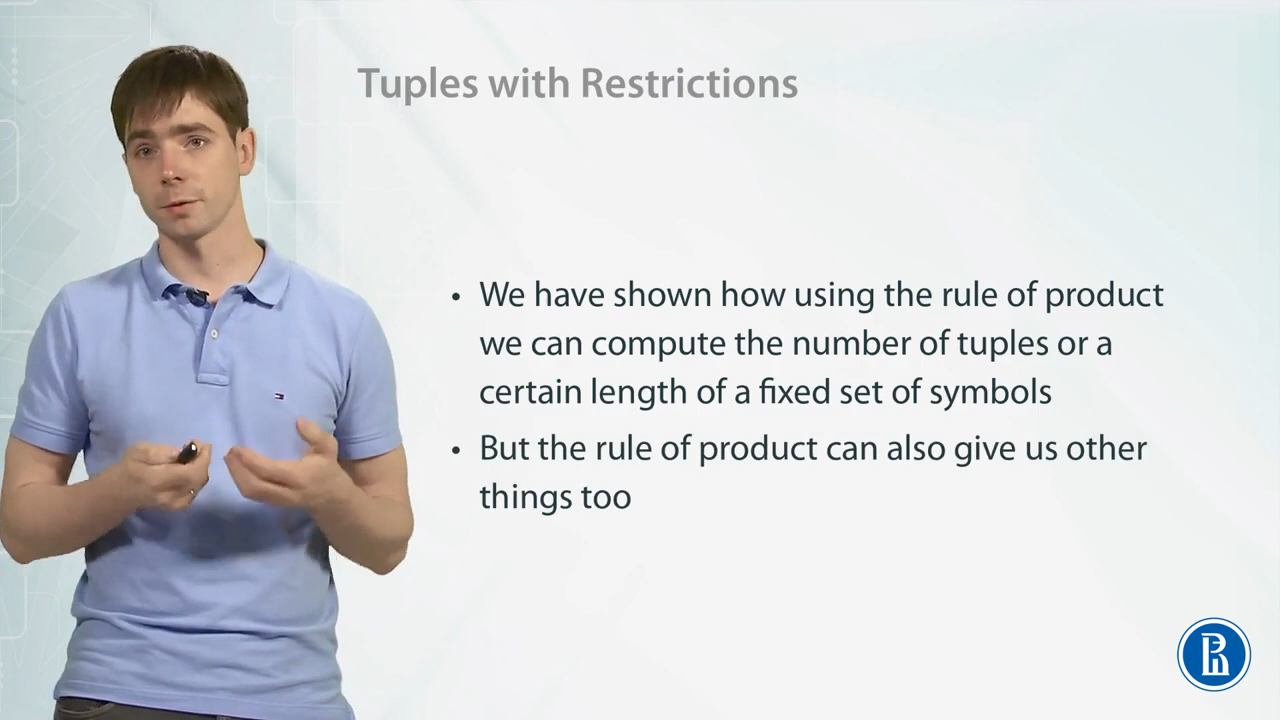 Tuples with Restrictions
• We have shown how using the rule of product
we can compute the number of tuples or a
certain length of a fixed set of symbols
• But the rule of product can also give us other
things too